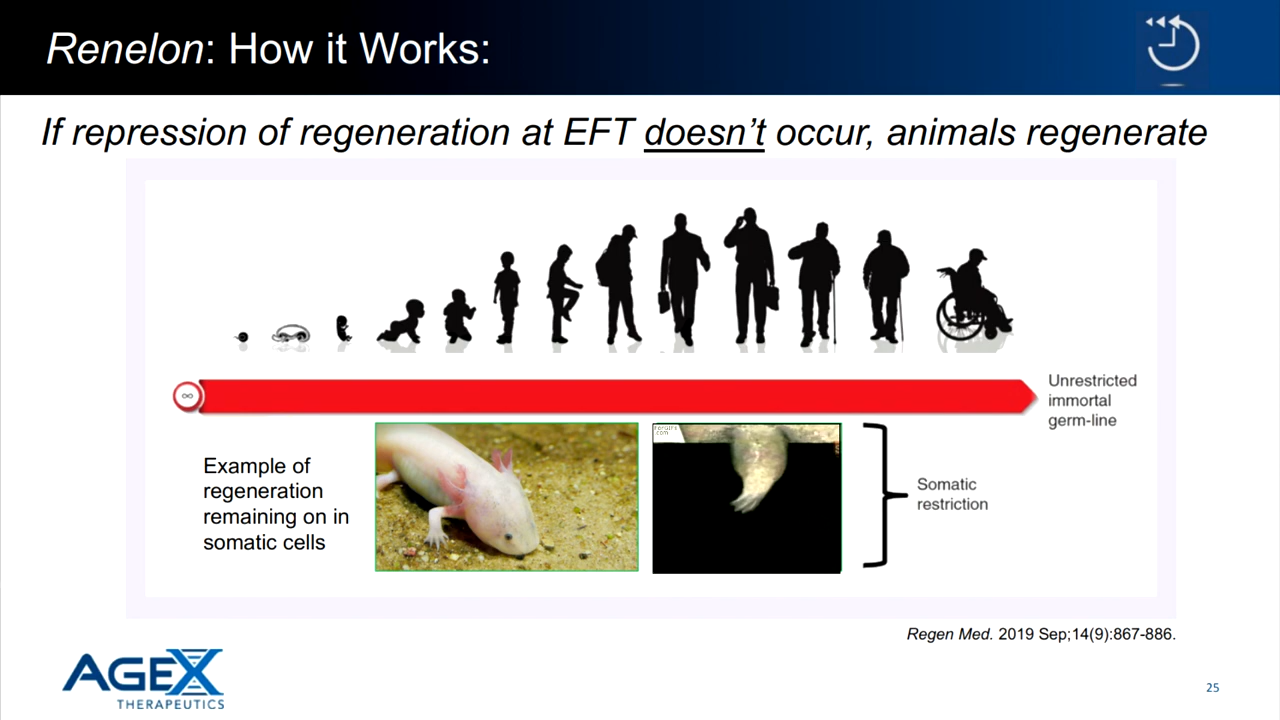 Renelon: How it Works:
If repression of regeneration at EFT doesn't occur, animals regenerate
∞
Unrestricted
immortal
germ-line
Example of
regeneration
remaining on in
somatic cells
Somatic
restriction
Regen Med. 2019 Sep;14(9):867-886.
AGEX
THERAPEUTICS
25